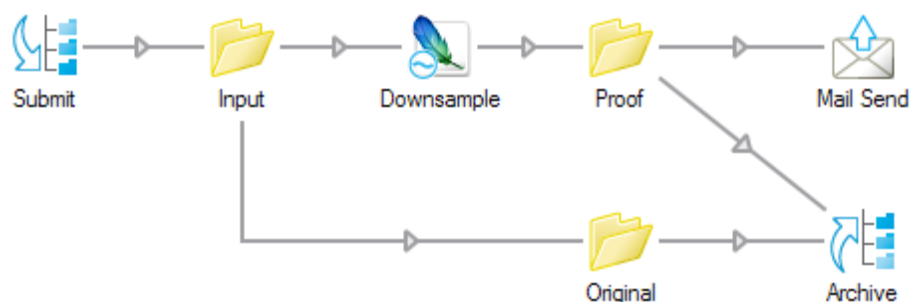 Submit
Input
Downsample
Proof
Mail Send
Original
Archive